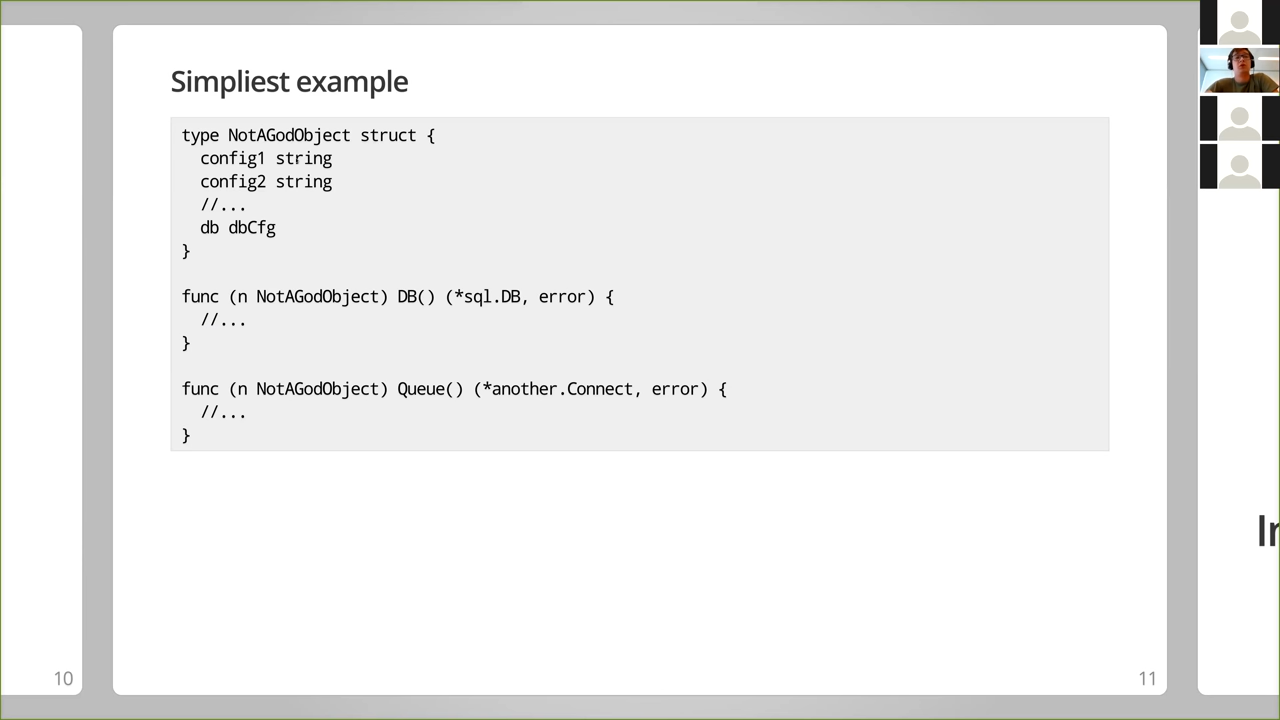 Simpliest example
type NotAGodObject struct {
  config1 string
  config2 string
  //...
  db dbCfg
}
func (n NotAGodObject) DB() (*sql.DB, error) {
  //...
}
func (n NotAGodObject) Queue() (*another.Connect, error) {
  //...
}
10
11